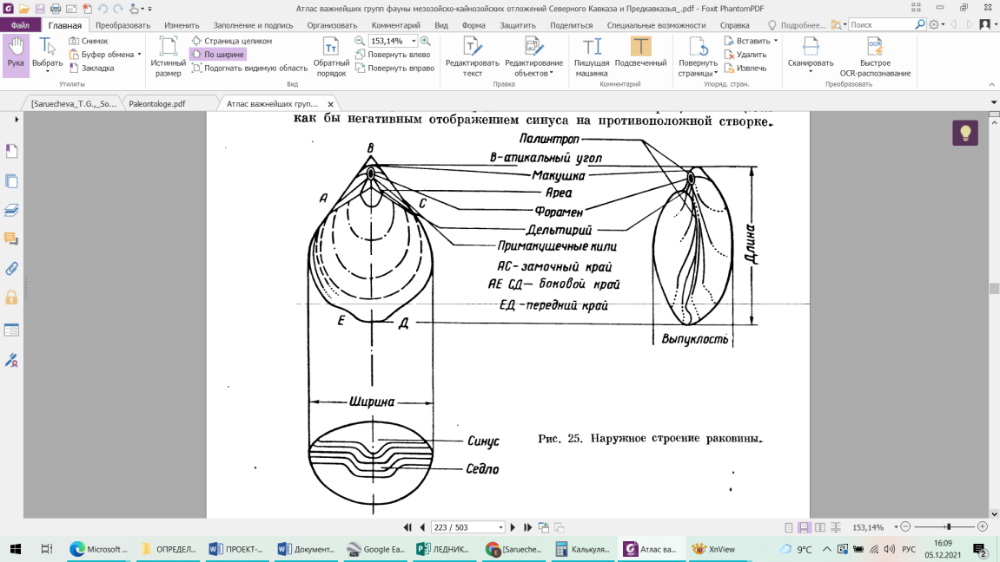 Атлас важнейших групп фауны мезозойско-кайнозойских отложений Северного Кавказа и Предкавказья_.pdf - Foxit PhantomPDF
Файл Главная Преобразовать Изменить Заполнение и подпись Организовать Комментарий Вид Форма Защитить Поделиться Специальные возможности Справка Подробнее... Поиск
Рука
Выбрать
Снимок
Буфер обмена
Закладка
Утилиты
Истинный размер
Страница целиком
По ширине
Подогнать видимую область
Обратный порядок
153,14%
Повернуть влево
Повернуть вправо
Вид
Редактировать текст
Редактирование объектов
Правка
Пишущая машинка
Подсвеченный
Комментарий
Повернуть страницы
Вставить
Удалить
Извлечь
Упоряд. стран.
Сканировать
Быстрое OCR-распознавание
Преобразовать
[Saruecheva_T.G.,_So...
Paleontologe.pdf
Атлас важнейших груп...
как бы негативным отображением синуса на противоположной створке.
Палинтроп
В
В-апикальный угол
Макушка
Ареа
А
С
Форамен
Дельтирий
Примакушечные кили
АС-замочный край
АЕ СД— боковой край
ЕД -передний край
Е
Д
Длина
Выпуклость
Ширина
Синус
Седло
Рис. 25. Наружное строение раковины.
223 / 503
153,14%
Microsoft ...
ОПРЕДЕЛ...
ПРОЕКТ-...
Документ...
Google Ea...
ЛЕДНИК...
[Sarueche...
Калькуля...
Атлас ва...
XnView
9°C
РУС
16:09
05.12.2021
2